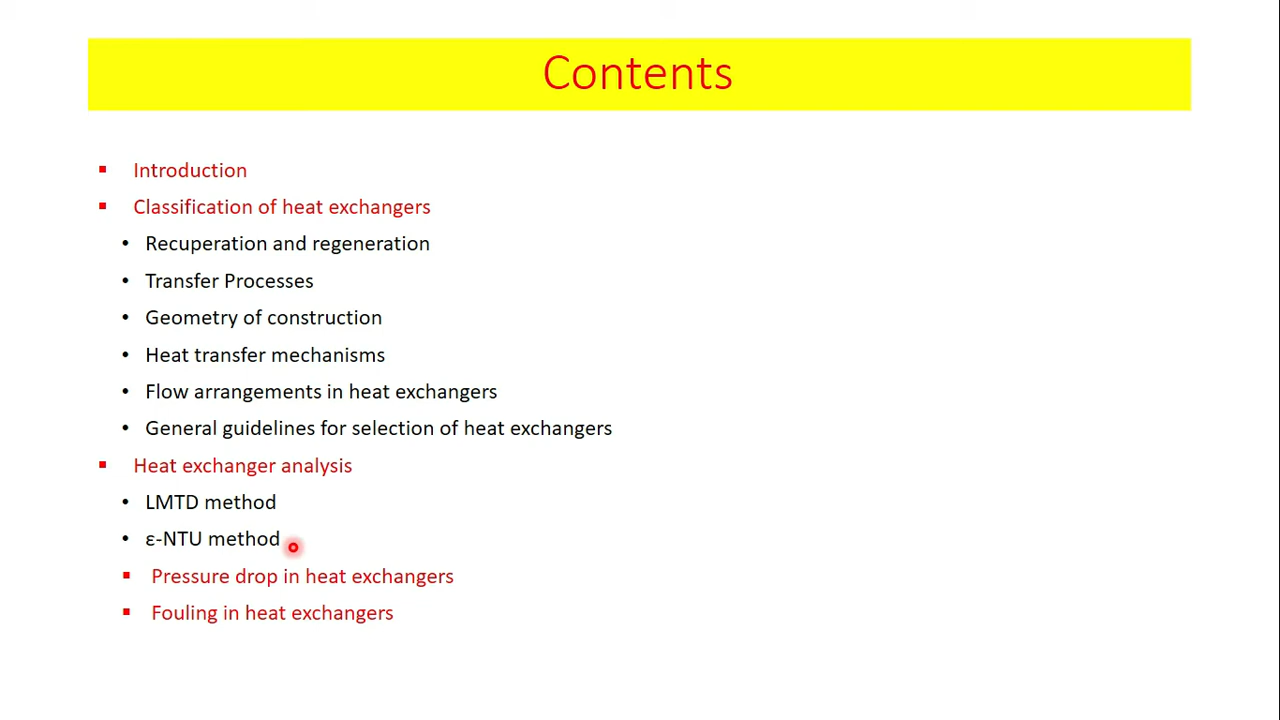 Contents
Introduction
Classification of heat exchangers
Recuperation and regeneration
Transfer Processes
Geometry of construction
Heat transfer mechanisms
Flow arrangements in heat exchangers
General guidelines for selection of heat exchangers
Heat exchanger analysis
LMTD method
ε-NTU method
Pressure drop in heat exchangers
Fouling in heat exchangers